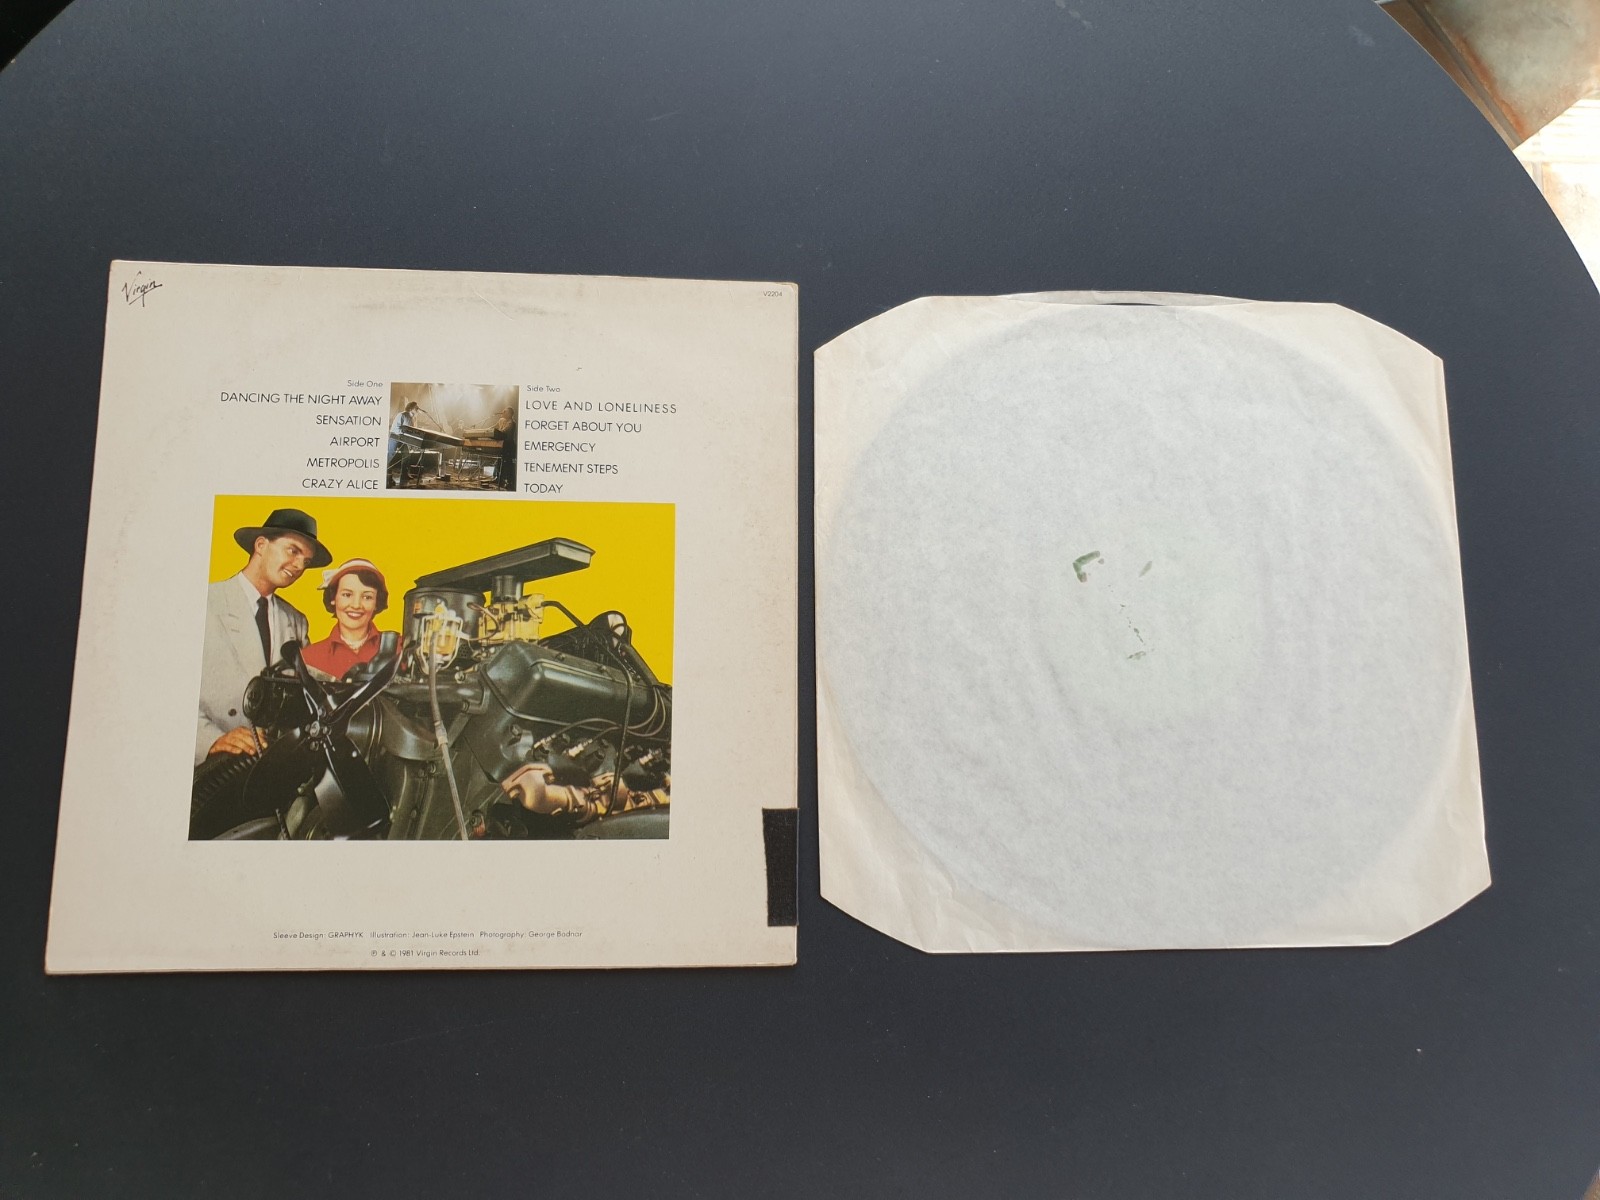 Virgin
V2204
Side One
DANCING THE NIGHT AWAY
SENSATION
AIRPORT
METROPOLIS
CRAZY ALICE
Side Two
LOVE AND LONELINESS
FORGET ABOUT YOU
EMERGENCY
TENEMENT STEPS
TODAY
Sleeve Design: GRAPHYK Illustration: Jean-Luke Epstein Photography: George Bodnar
℗ & © 1981 Virgin Records Ltd.